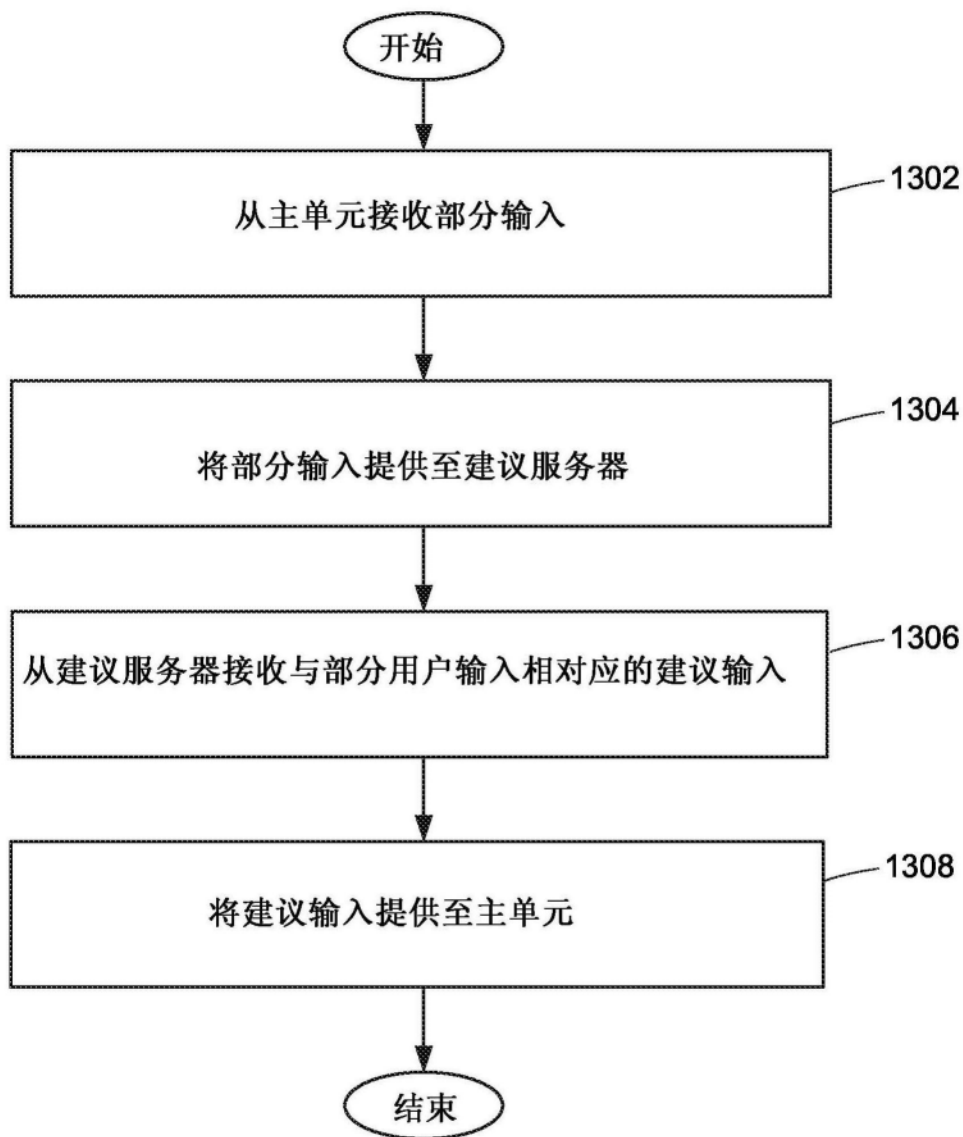 开始
从主单元接收部分输入
1302
将部分输入提供至建议服务器
1304
从建议服务器接收与部分用户输入相对应的建议输入
1306
将建议输入提供至主单元
1308
结束